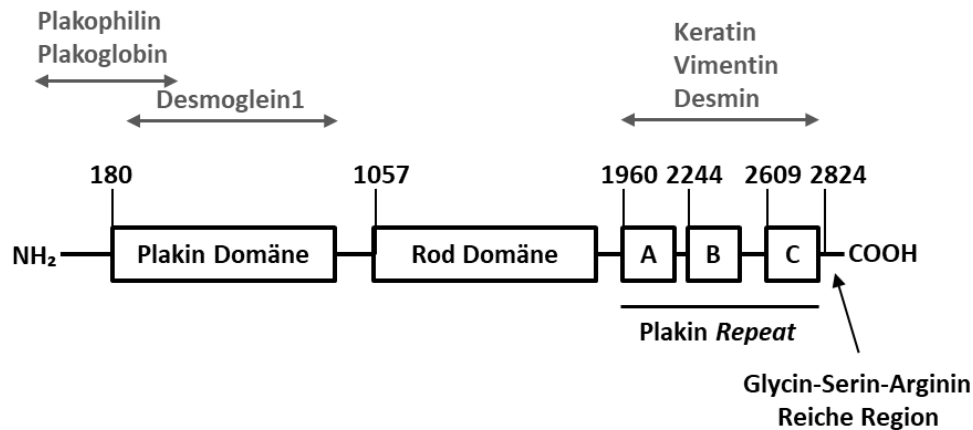 Plakophilin
Plakoglobin
Desmoglein1
Keratin
Vimentin
Desmin
180
1057
1960 2244
2609 2824
NH₂
Plakin Domäne
Rod Domäne
A
B
C
COOH
Plakin Repeat
Glycin-Serin-Arginin
Reiche Region